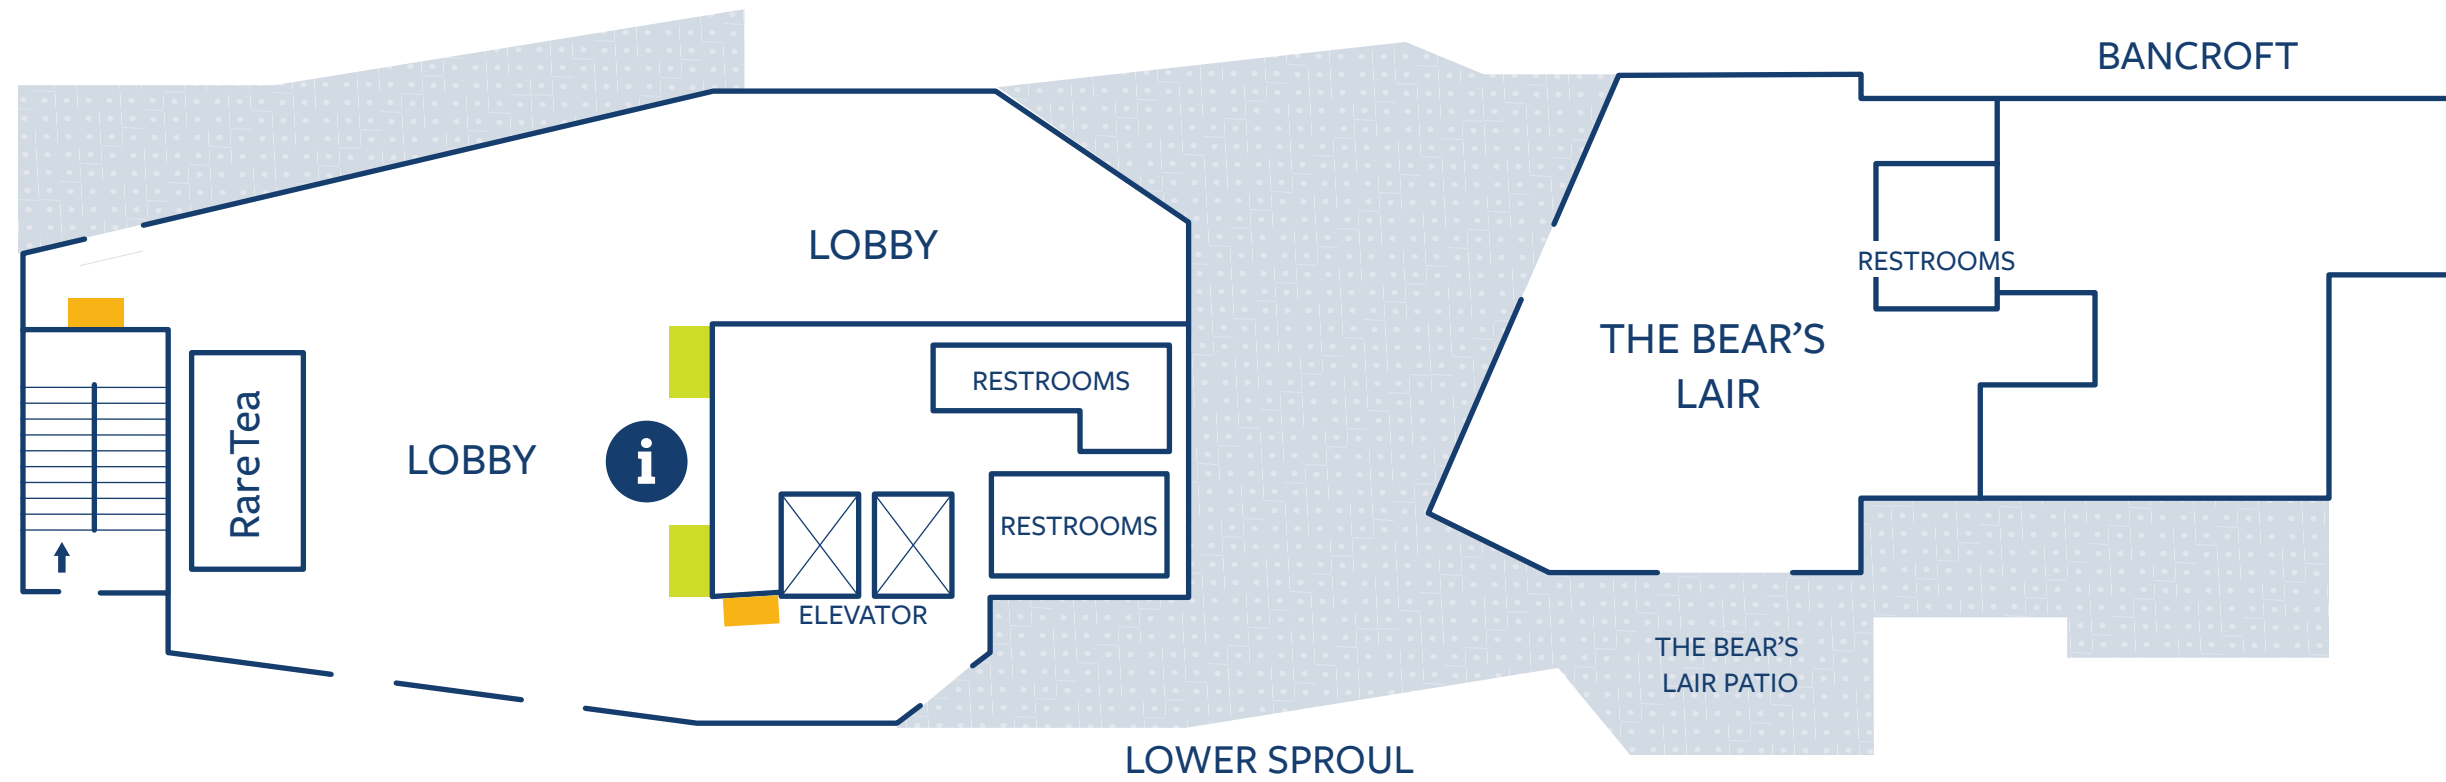 BANCROFT
LOBBY
RESTROOMS
THE BEAR'S
LAIR
RESTROOMS
RareTea
LOBBY
i
RESTROOMS
ELEVATOR
THE BEAR'S
LAIR PATIO
LOWER SPROUL